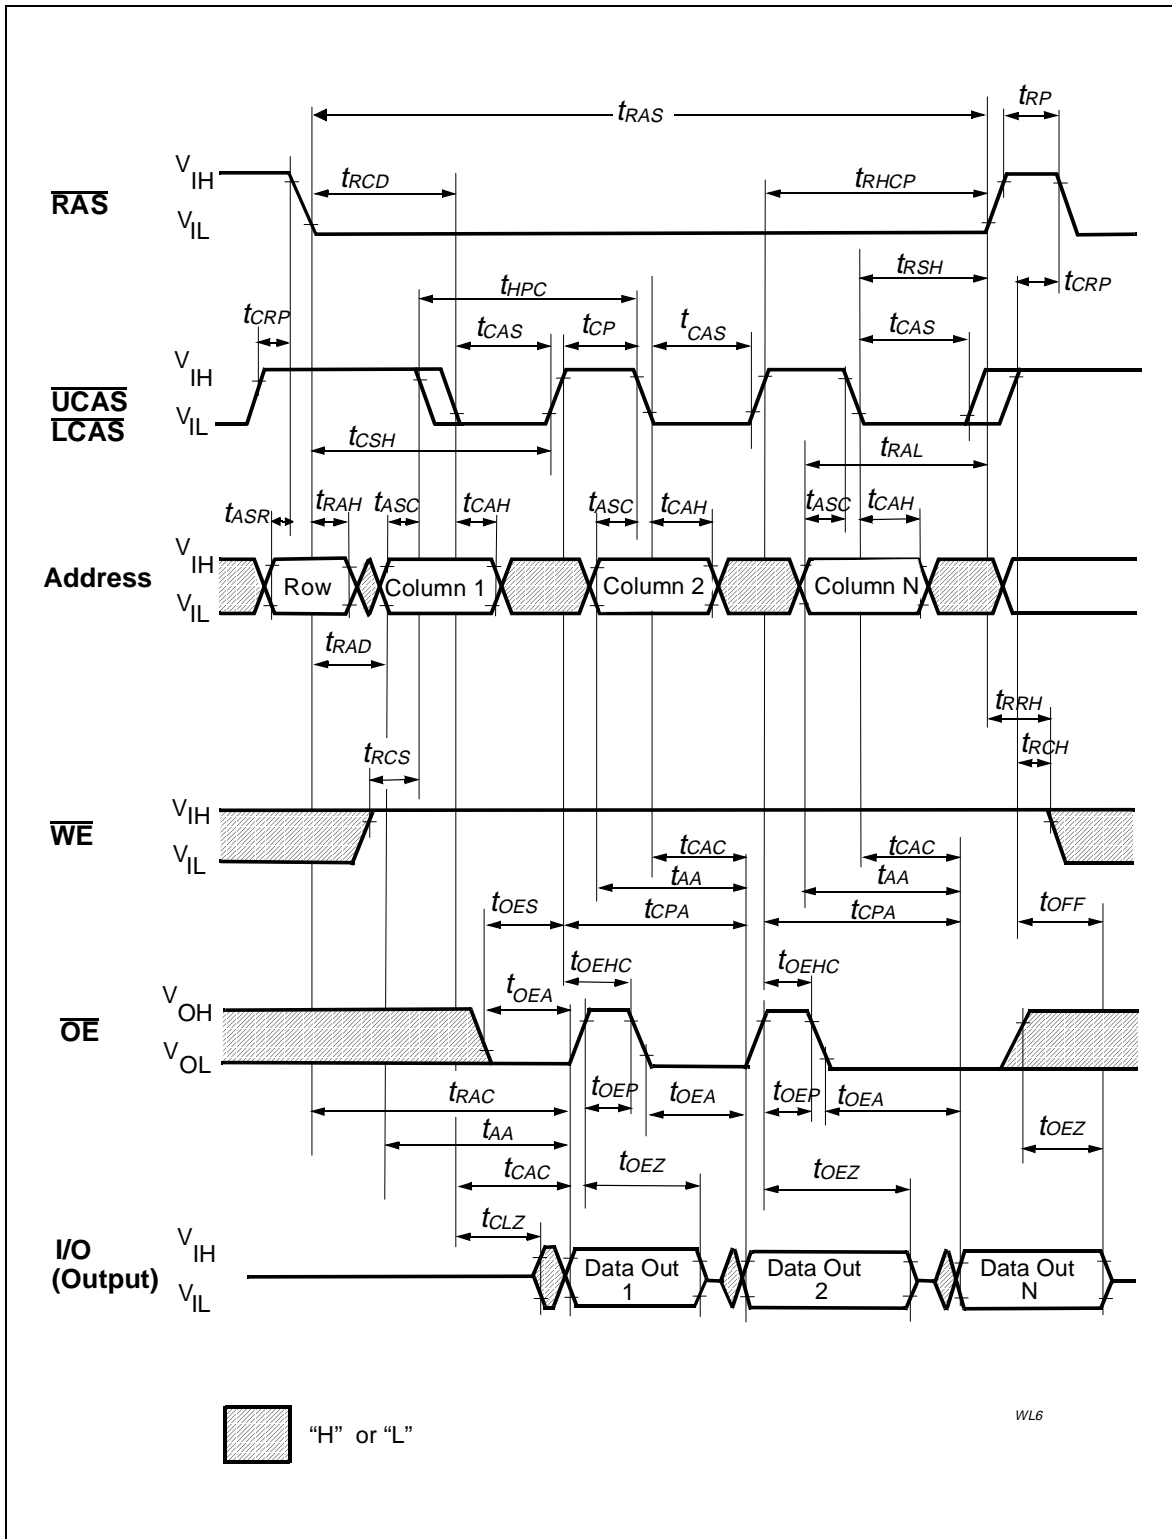 tRAS
tRP
VIH
tRCD
tRHCP
RAS
VIL
tRSH
tHPC
tCRP
tCRP
tCAS
tCP
tCAS
tCAS
VIH
UCAS
LCAS
VIL
tCSH
tRAL
tASR
tRAH
tASC
tCAH
tASC
tCAH
tASC
tCAH
VIH
Address
Row
Column 1
Column 2
Column N
VIL
tRAD
tRRH
tRCS
tRCH
VIH
WE
VIL
tCAC
tCAC
tAA
tAA
tOES
tCPA
tCPA
tOFF
tOEHC
tOEHC
tOEA
VOH
OE
VOL
tRAC
tOEP
tOEA
tOEP
tOEA
tAA
tOEZ
tCAC
tOEZ
tOEZ
tCLZ
VIH
I/O
(Output)
VIL
Data Out
1
Data Out
2
Data Out
N
WL6
“H” or “L”